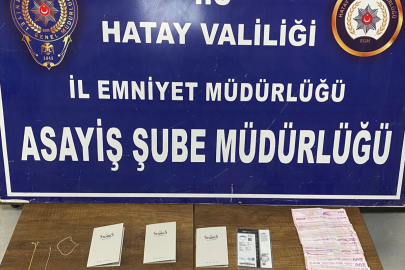 HATAY VALİLİĞİ
İL EMNİYET MÜDÜRLÜĞÜ
ASAYİŞ ŞUBE MÜDÜRLÜĞÜ